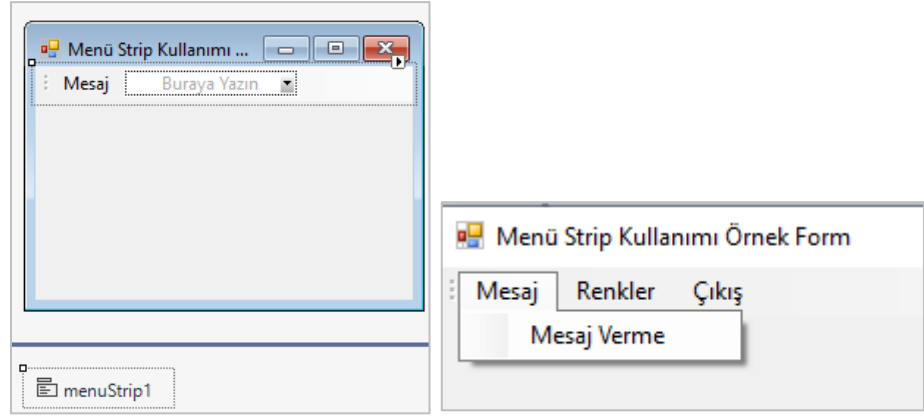 Menü Strip Kullanımı ...
Mesaj Buraya Yazın
menuStrip1
Menü Strip Kullanımı Örnek Form
Mesaj Renkler Çıkış
Mesaj Verme